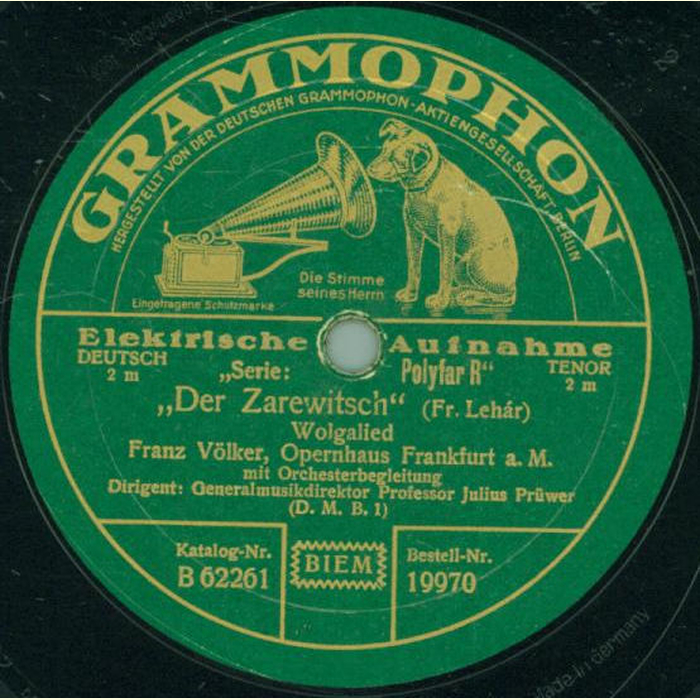 GRAMMOPHON
HERGESTELLT VON DER DEUTSCHEN GRAMMOPHON-AKTIENGESELLSCHAFT BERLIN
Die Stimme
seines Herrn
Eingetragene Schutzmarke
Elektrische Aufnahme
DEUTSCH
2 m
„Serie: Polyfar R“
TENOR
2 m
„Der Zarewitsch“ (Fr. Lehár)
Wolgalied
Franz Völker, Opernhaus Frankfurt a. M.
mit Orchesterbegleitung
Dirigent: Generalmusikdirektor Professor Julius Prüwer
(D. M. B. 1)
Katalog-Nr.
B 62261
BIEM
Bestell-Nr.
19970
made in Germany